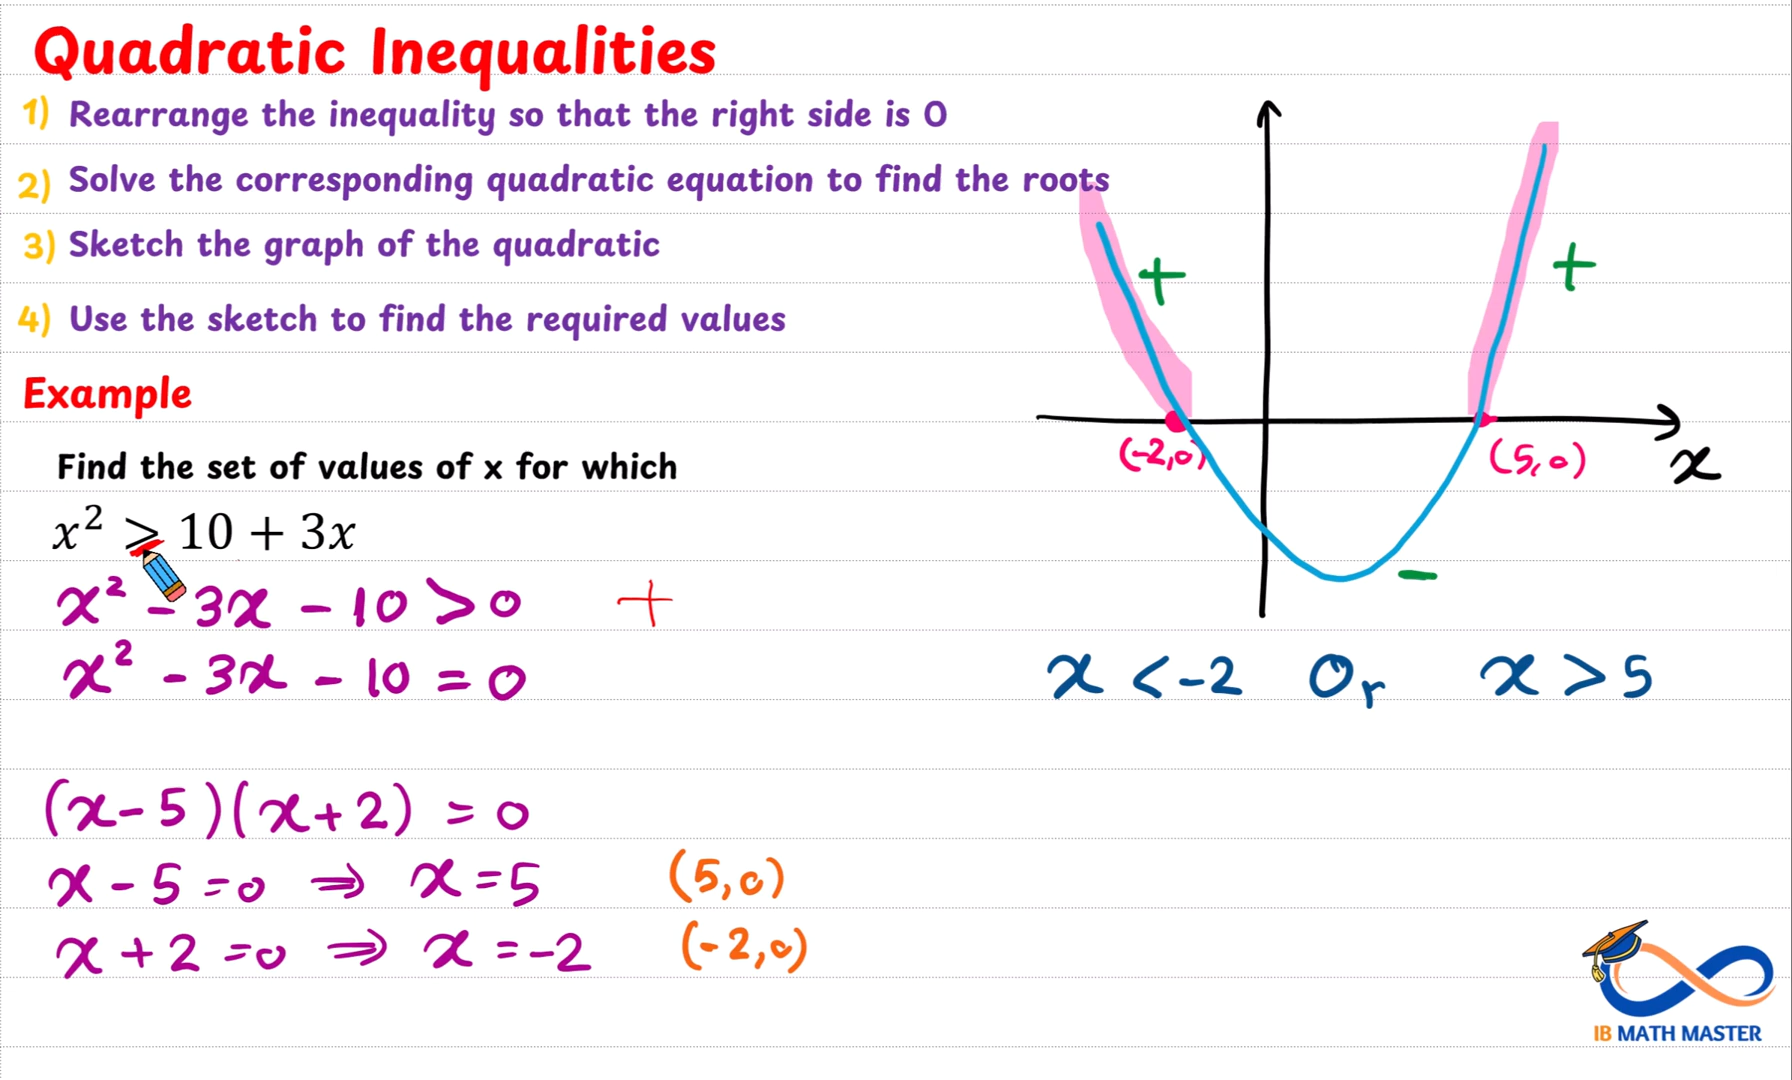 Quadratic Inequalities
1) Rearrange the inequality so that the right side is 0
2) Solve the corresponding quadratic equation to find the roots
3) Sketch the graph of the quadratic
4) Use the sketch to find the required values
Example
Find the set of values of x for which
x² ⩾ 10 + 3x
x² - 3x - 10 > 0 +
x² - 3x - 10 = 0
(x - 5)(x + 2) = 0
x - 5 = 0 ⇒ x = 5 (5,0)
x + 2 = 0 ⇒ x = -2 (-2,0)
+ +
(-2,0) (5,0) x
-
x < -2 Or x > 5
IB MATH MASTER